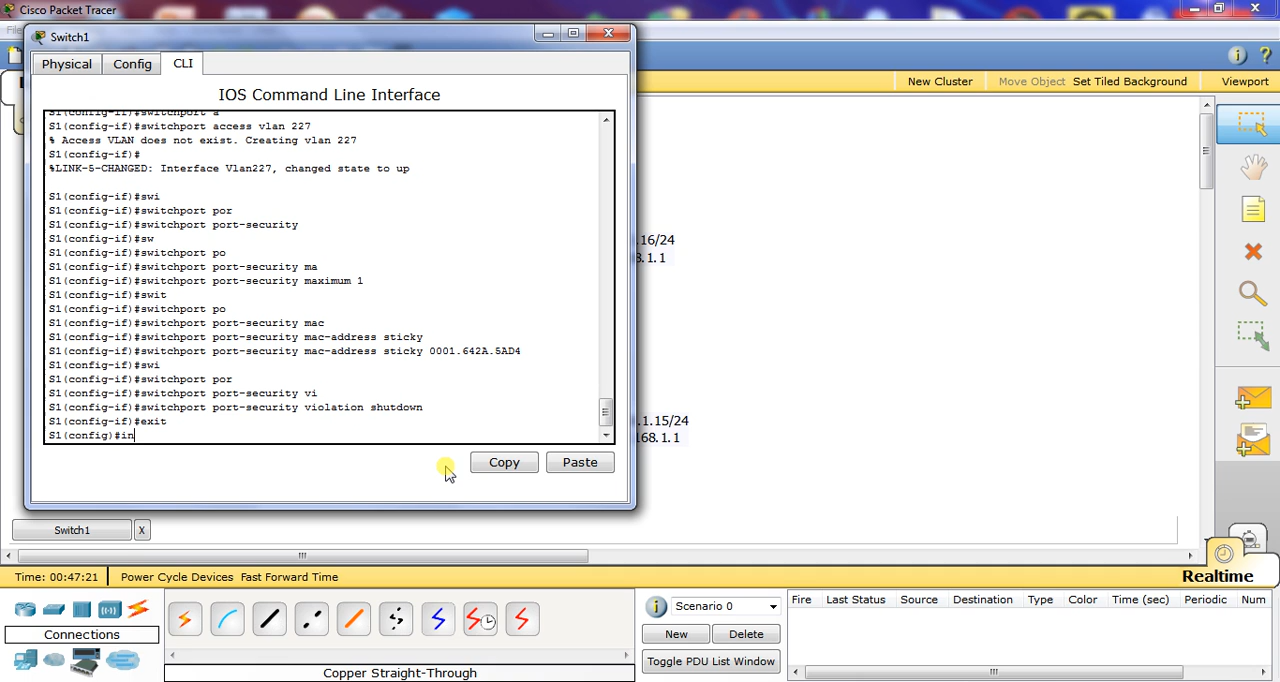 Cisco Packet Tracer
Switch1
Physical
Config
CLI
IOS Command Line Interface
S1(config-if)#switchport a
S1(config-if)#switchport access vlan 227
% Access VLAN does not exist. Creating vlan 227
S1(config-if)#
%LINK-5-CHANGED: Interface Vlan227, changed state to up
S1(config-if)#swi
S1(config-if)#switchport por
S1(config-if)#switchport port-security
S1(config-if)#sw
S1(config-if)#switchport po
S1(config-if)#switchport port-security ma
S1(config-if)#switchport port-security maximum 1
S1(config-if)#swit
S1(config-if)#switchport po
S1(config-if)#switchport port-security mac
S1(config-if)#switchport port-security mac-address sticky
S1(config-if)#switchport port-security mac-address sticky 0001.642A.5AD4
S1(config-if)#swi
S1(config-if)#switchport por
S1(config-if)#switchport port-security vi
S1(config-if)#switchport port-security violation shutdown
S1(config-if)#exit
S1(config)#in
Copy
Paste
New Cluster
Move Object
Set Tiled Background
Viewport
.16/24
8.1.1
.1.15/24
168.1.1
Switch1
X
Time: 00:47:21
Power Cycle Devices
Fast Forward Time
Realtime
Connections
Copper Straight-Through
Scenario 0
New
Delete
Toggle PDU List Window
Fire
Last Status
Source
Destination
Type
Color
Time (sec)
Periodic
Num